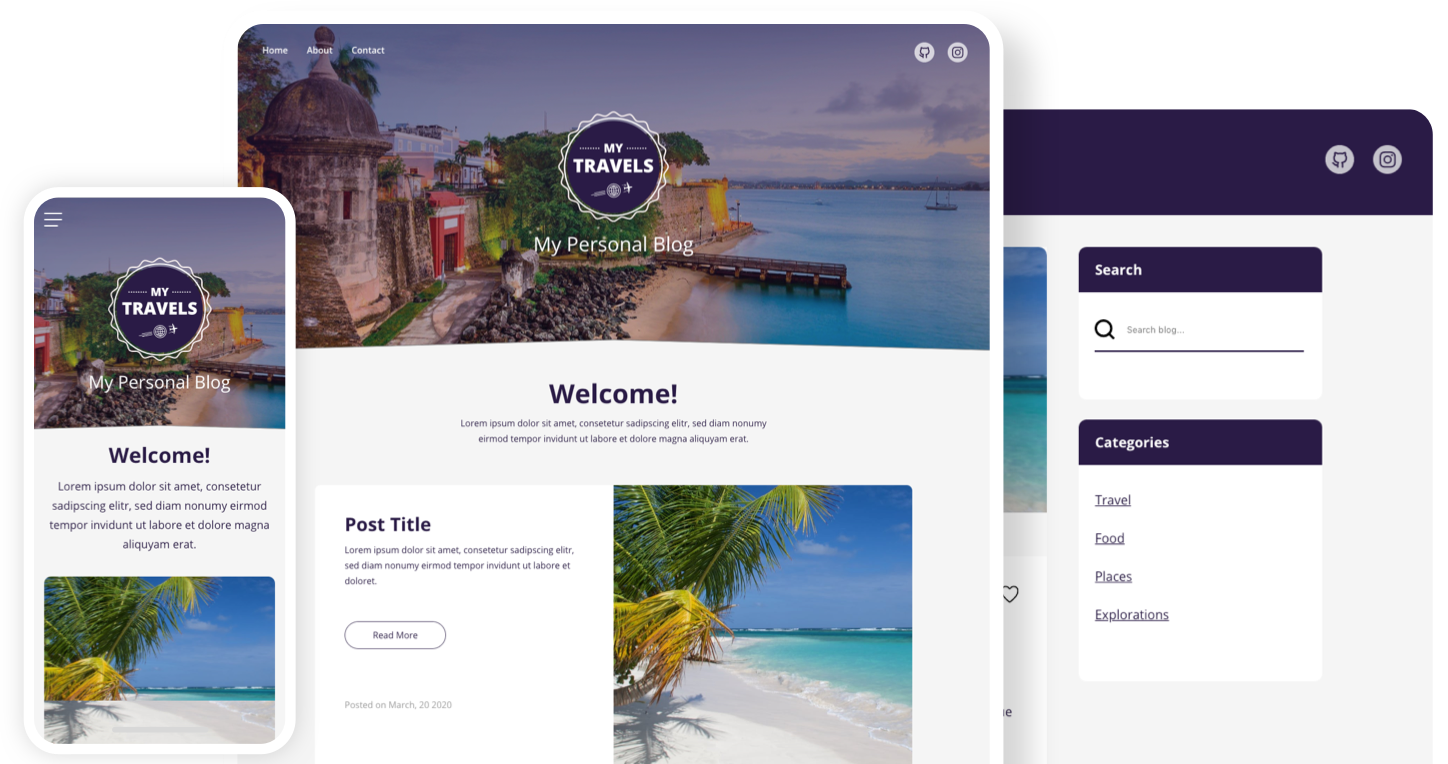 Home About Contact
MY
TRAVELS
My Personal Blog
Welcome!
Lorem ipsum dolor sit amet, consetetur sadipscing elitr, sed diam nonumy
eirmod tempor invidunt ut labore et dolore magna aliquyam erat.
Post Title
Lorem ipsum dolor sit amet, consetetur sadipscing elitr,
sed diam nonumy eirmod tempor invidunt ut labore et
doloret.
Read More
Posted on March, 20 2020
MY
TRAVELS
My Personal Blog
Welcome!
Lorem ipsum dolor sit amet, consetetur
sadipscing elitr, sed diam nonumy eirmod
tempor invidunt ut labore et dolore magna
aliquyam erat.
Search
Search blog...
Categories
Travel
Food
Places
Explorations